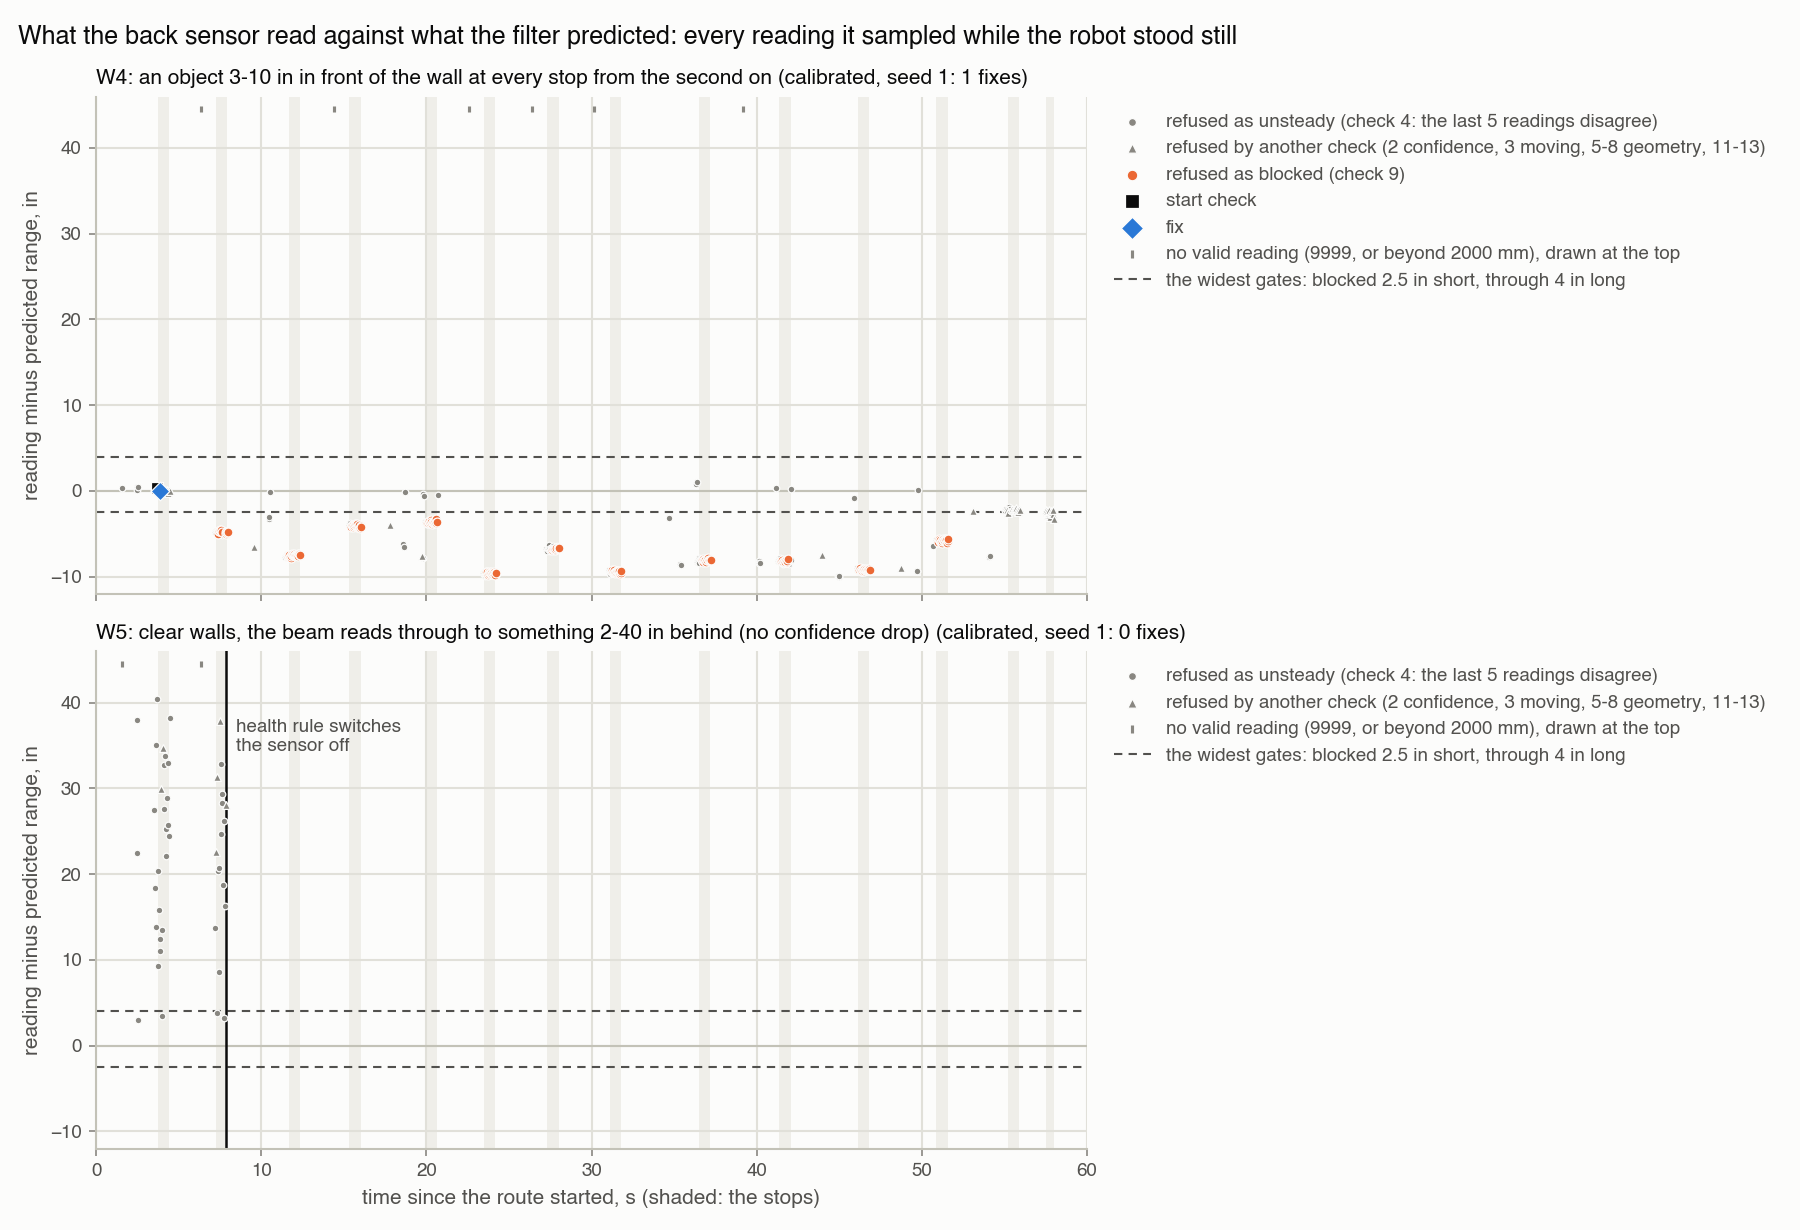 What the back sensor read against what the filter predicted: every reading it sampled while the robot stood still
W4: an object 3-10 in in front of the wall at every stop from the second on (calibrated, seed 1: 1 fixes)
reading minus predicted range, in
40
30
20
10
0
−10
refused as unsteady (check 4: the last 5 readings disagree)
refused by another check (2 confidence, 3 moving, 5-8 geometry, 11-13)
refused as blocked (check 9)
start check
fix
no valid reading (9999, or beyond 2000 mm), drawn at the top
the widest gates: blocked 2.5 in short, through 4 in long
W5: clear walls, the beam reads through to something 2-40 in behind (no confidence drop) (calibrated, seed 1: 0 fixes)
reading minus predicted range, in
40
30
20
10
0
−10
health rule switches
the sensor off
refused as unsteady (check 4: the last 5 readings disagree)
refused by another check (2 confidence, 3 moving, 5-8 geometry, 11-13)
no valid reading (9999, or beyond 2000 mm), drawn at the top
the widest gates: blocked 2.5 in short, through 4 in long
0 10 20 30 40 50 60
time since the route started, s (shaded: the stops)